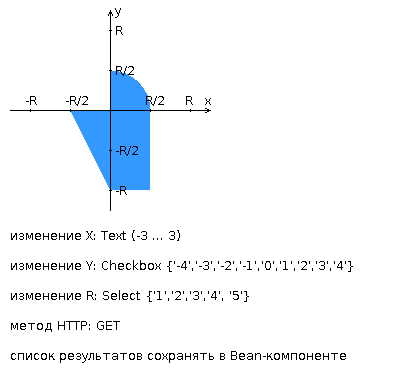 y
R
R/2
-R
-R/2
R/2
R
x
-R/2
-R
изменение X: Text (-3 ... 3)
изменение Y: Checkbox {'-4','-3','-2','-1','0','1','2','3','4'}
изменение R: Select {'1','2','3','4', '5'}
метод HTTP: GET
список результатов сохранять в Bean-компоненте